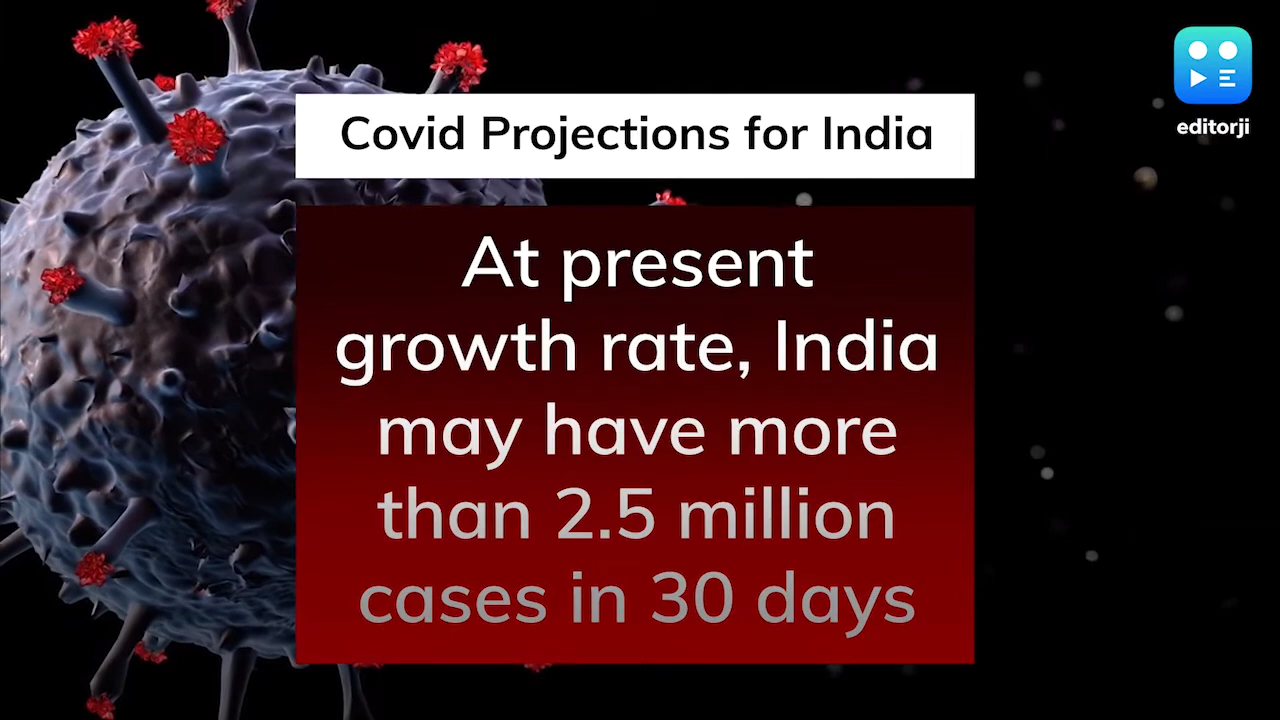 editorji
Covid Projections for India
At present
growth rate, India
may have more
than 2.5 million
cases in 30 days